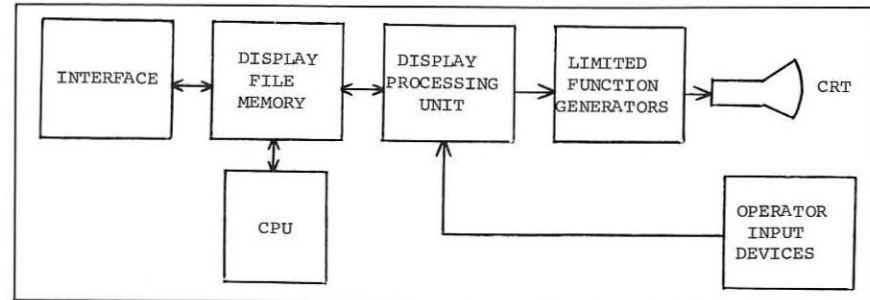 INTERFACE
DISPLAY
FILE
MEMORY
DISPLAY
PROCESSING
UNIT
LIMITED
FUNCTION
GENERATORS
CRT
CPU
OPERATOR
INPUT
DEVICES